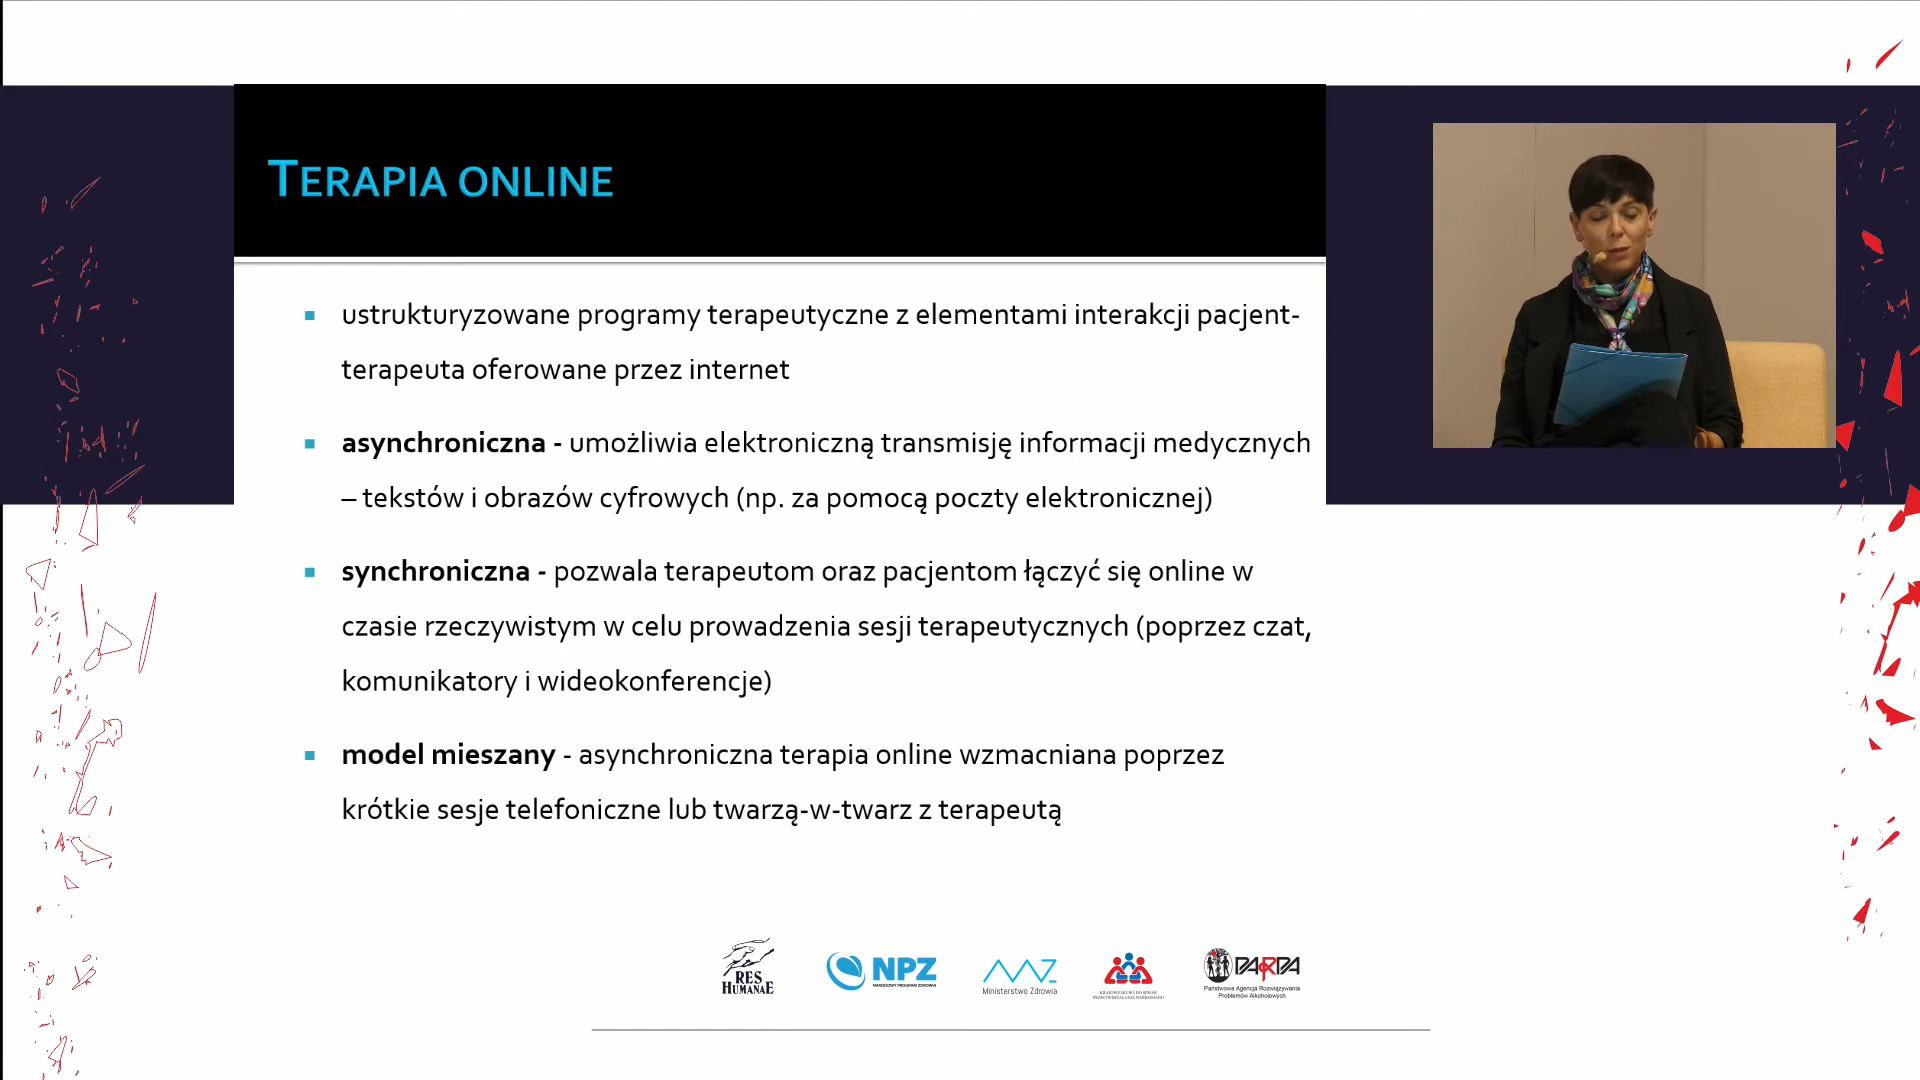 TERAPIA ONLINE
ustrukturyzowane programy terapeutyczne z elementami interakcji pacjent-
terapeuta oferowane przez internet
asynchroniczna - umożliwia elektroniczną transmisję informacji medycznych
– tekstów i obrazów cyfrowych (np. za pomocą poczty elektronicznej)
synchroniczna - pozwala terapeutom oraz pacjentom łączyć się online w
czasie rzeczywistym w celu prowadzenia sesji terapeutycznych (poprzez czat,
komunikatory i wideokonferencje)
model mieszany - asynchroniczna terapia online wzmacniana poprzez
krótkie sesje telefoniczne lub twarzą-w-twarz z terapeutą
RES
HUMANAE
NPZ
NARODOWY PROGRAM ZDROWIA
Ministerstwo Zdrowia
KRAJOWE BIURO DO SPRAW
PRZECIWDZIAŁANIA NARKOMANII
PARPA
Państwowa Agencja Rozwiązywania
Problemów Alkoholowych